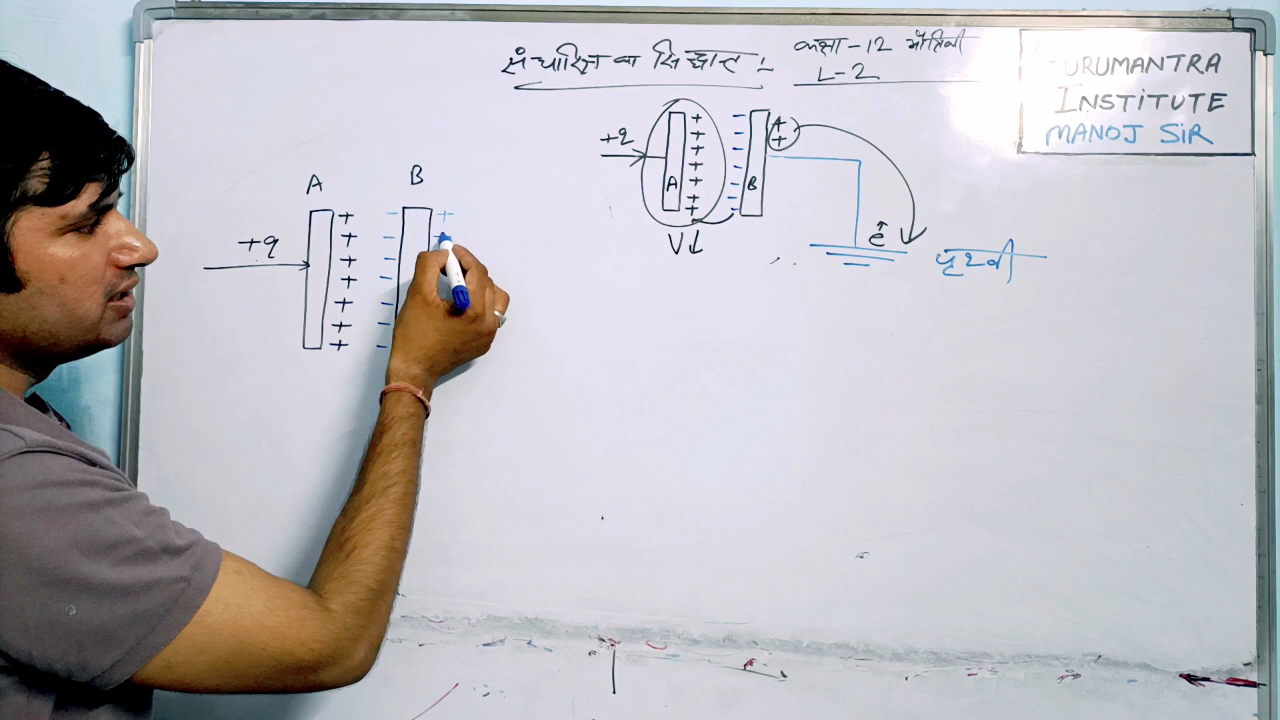 संधारित्र का सिद्धान्त :-
कक्षा-12 भौतिकी
L-2
URUMANTRA
INSTITUTE
MANOJ SIR
A
B
+q
+ + + + + + +
- - - - - - -
+
+q
A
+ + + + + + +
- - - - - - -
B
+ +
V↓
e
पृथ्वी